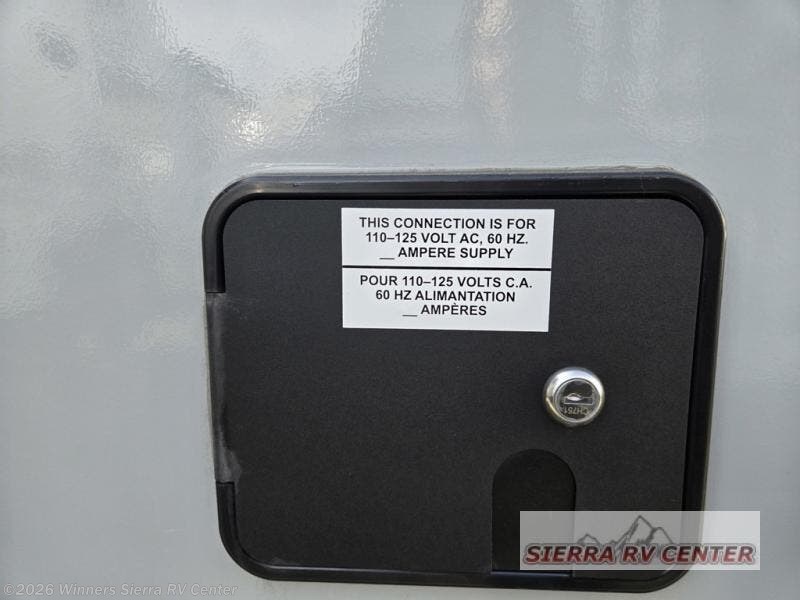 THIS CONNECTION IS FOR
110–125 VOLT AC, 60 HZ.
__ AMPERE SUPPLY
POUR 110–125 VOLTS C.A.
60 HZ ALIMANTATION
__ AMPÈRES
CH751
SIERRA RV CENTER
©2026 Winners Sierra RV Center